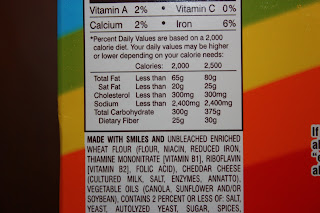 Vitamin A 2% • Vitamin C 0%
Calcium 2% • Iron 6%
*Percent Daily Values are based on a 2,000
calorie diet. Your daily values may be higher
or lower depending on your calorie needs:
Calories: 2,000 2,500
Total Fat Less than 65g 80g
Sat Fat Less than 20g 25g
Cholesterol Less than 300mg 300mg
Sodium Less than 2,400mg 2,400mg
Total Carbohydrate 300g 375g
Dietary Fiber 25g 30g
MADE WITH SMILES AND UNBLEACHED ENRICHED
WHEAT FLOUR (FLOUR, NIACIN, REDUCED IRON,
THIAMINE MONONITRATE [VITAMIN B1], RIBOFLAVIN
[VITAMIN B2], FOLIC ACID), CHEDDAR CHEESE
(CULTURED MILK, SALT, ENZYMES, ANNATTO),
VEGETABLE OILS (CANOLA, SUNFLOWER AND/OR
SOYBEAN), CONTAINS 2 PERCENT OR LESS OF: SALT,
YEAST, AUTOLYZED YEAST, SUGAR, SPICES,
If
al
"e
ab